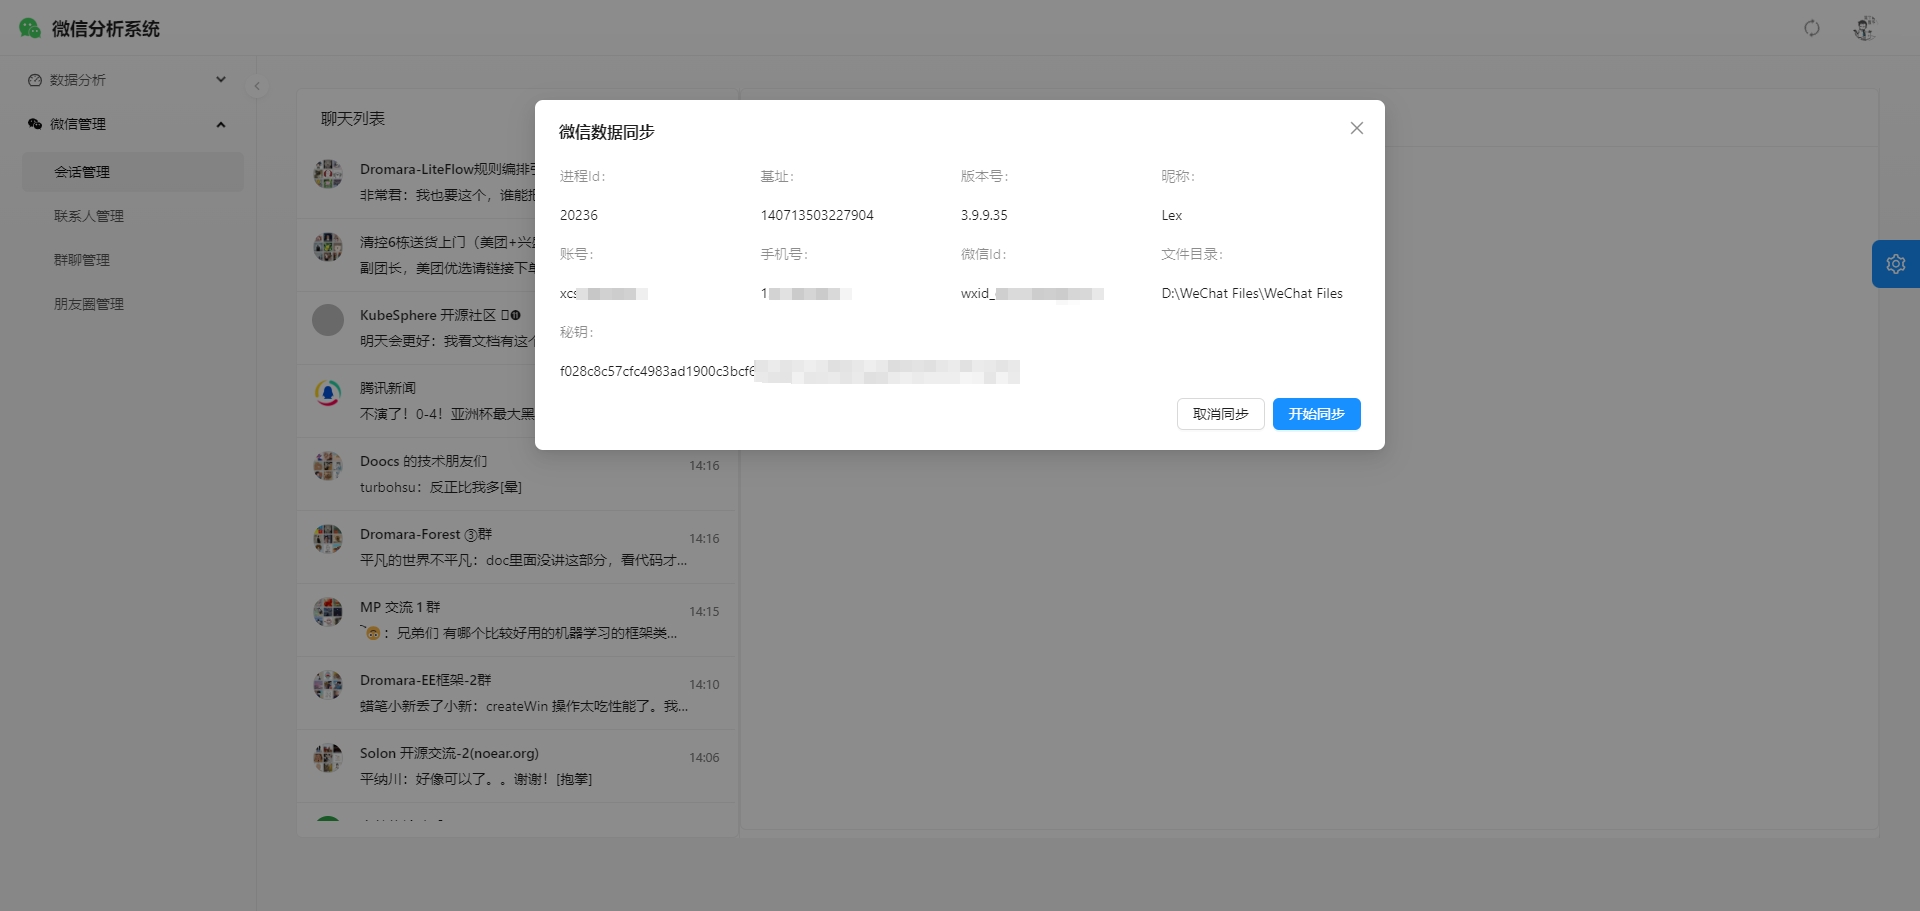 微信分析系统
数据分析
微信管理
会话管理
联系人管理
群聊管理
朋友圈管理
聊天列表
Dromara-LiteFlow规则编排
非常君：我也要这个，谁能
清控6栋送货上门（美团+兴
副团长，美团优选请链接下单
KubeSphere 开源社区 ⓫
明天会更好：我看文档有这个
腾讯新闻
不演了！0-4！亚洲杯最大黑
Doocs 的技术朋友们
14:16
turbohsu：反正比我多[晕]
Dromara-Forest ③群
14:16
平凡的世界不平凡：doc里面没讲这部分，看代码才...
MP 交流 1 群
14:15
：兄弟们 有哪个比较好用的机器学习的框架类...
Dromara-EE框架-2群
14:10
蜡笔小新丢了小新：createWin 操作太吃性能了。我...
Solon 开源交流-2(noear.org)
14:06
平纳川：好像可以了。。谢谢！[抱拳]
微信数据同步
进程Id： 基址： 版本号： 昵称：
20236 140713503227904 3.9.9.35 Lex
账号： 手机号： 微信Id： 文件目录：
xcs 1 wxid_ D:\WeChat Files\WeChat Files
秘钥：
f028c8c57cfc4983ad1900c3bcf6
取消同步 开始同步